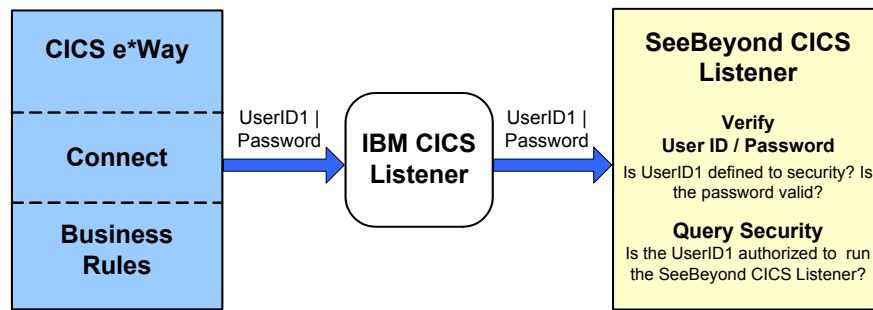 CICS e*Way
Connect
Business
Rules
UserID1 |
Password
IBM CICS
Listener
UserID1 |
Password
SeeBeyond CICS
Listener
Verify
User ID / Password
Is UserID1 defined to security? Is
the password valid?
Query Security
Is the UserID1 authorized to run
the SeeBeyond CICS Listener?